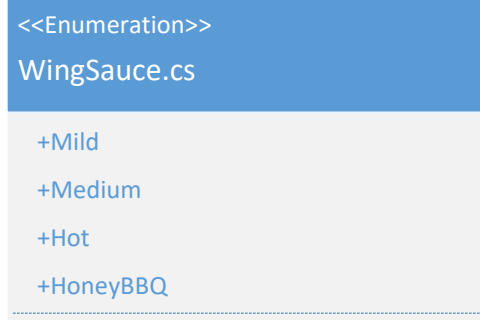 <<Enumeration>>
WingSauce.cs
+Mild
+Medium
+Hot
+HoneyBBQ